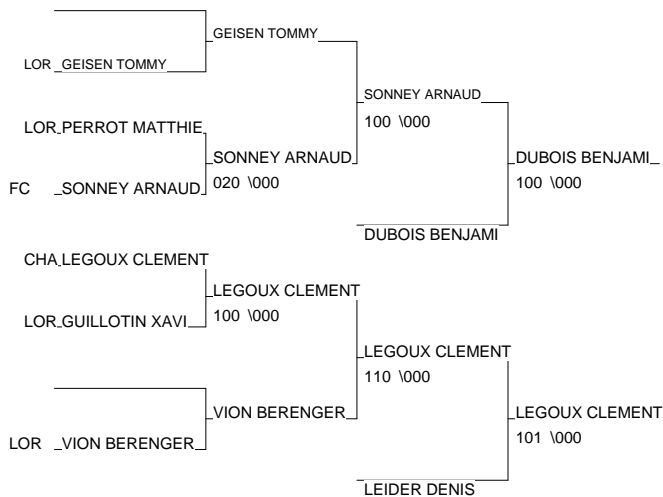 GEISEN TOMMY
LOR GEISEN TOMMY
SONNEY ARNAUD
100 \000
LOR PERROT MATTHIE
SONNEY ARNAUD
020 \000
DUBOIS BENJAMI
100 \000
FC SONNEY ARNAUD
DUBOIS BENJAMI
CHA LEGOUX CLEMENT
LEGOUX CLEMENT
100 \000
LOR GUILLOTIN XAVI
LEGOUX CLEMENT
110 \000
VION BERENGER
LEGOUX CLEMENT
101 \000
LOR VION BERENGER
LEIDER DENIS